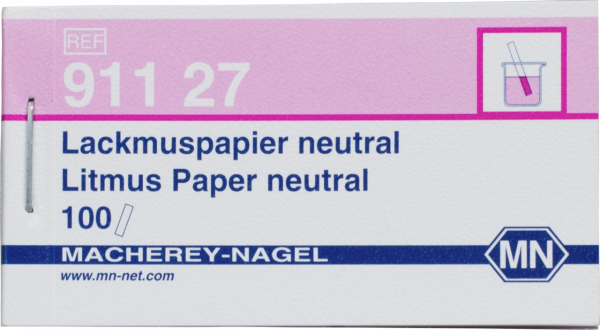 REF
911 27
Lackmuspapier neutral
Litmus Paper neutral
100
MACHEREY-NAGEL
MN
www.mn-net.com